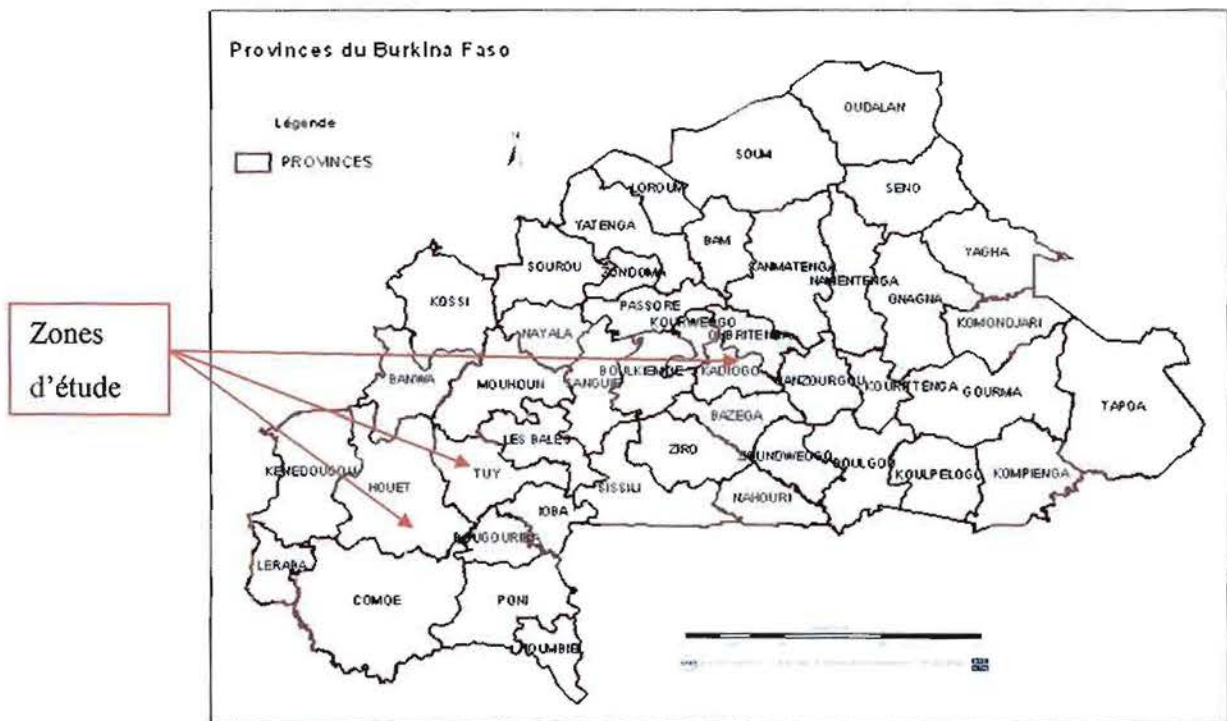 Provinces du Burkina Faso
Légende
PROVINCES
N
OUDALAN
SOUM
LOROUM
SENO
YATENGA
BAM
YAGHA
SOUROU
ZONDOMA
SANMATENGA
NAMENTENGA
KOSSI
GNAGNA
PASSORE
KOURWEOGO
KOMONDJARI
NAYALA
OUBRITENGA
Zones
d'étude
BANWA
MOUHOUN
SANGUIE
BOULKIEMDE
KADIOGO
GANZOURGOU
KOURITENGA
GOURMA
TAPOA
BAZEGA
LES BALES
ZIRO
KENEDOUGOU
TUY
BOULGOU
KOULPELOGO
KOMPIENGA
HOUET
SISSILI
NAHOURI
IOBA
BOUGOURIBA
LERABA
COMOE
PONI